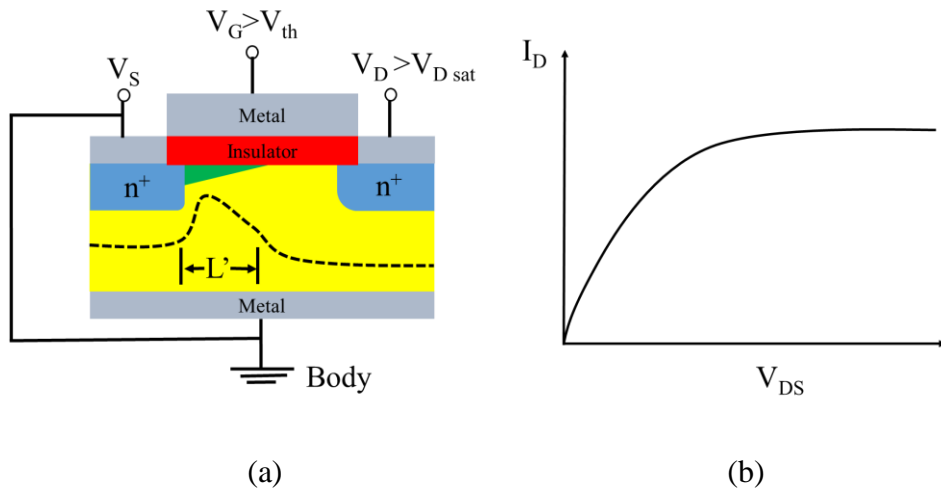 V_G>V_th
V_S
V_D >V_D sat
Metal
Insulator
n⁺
n⁺
L'
Metal
Body
(a)
I_D
V_DS
(b)